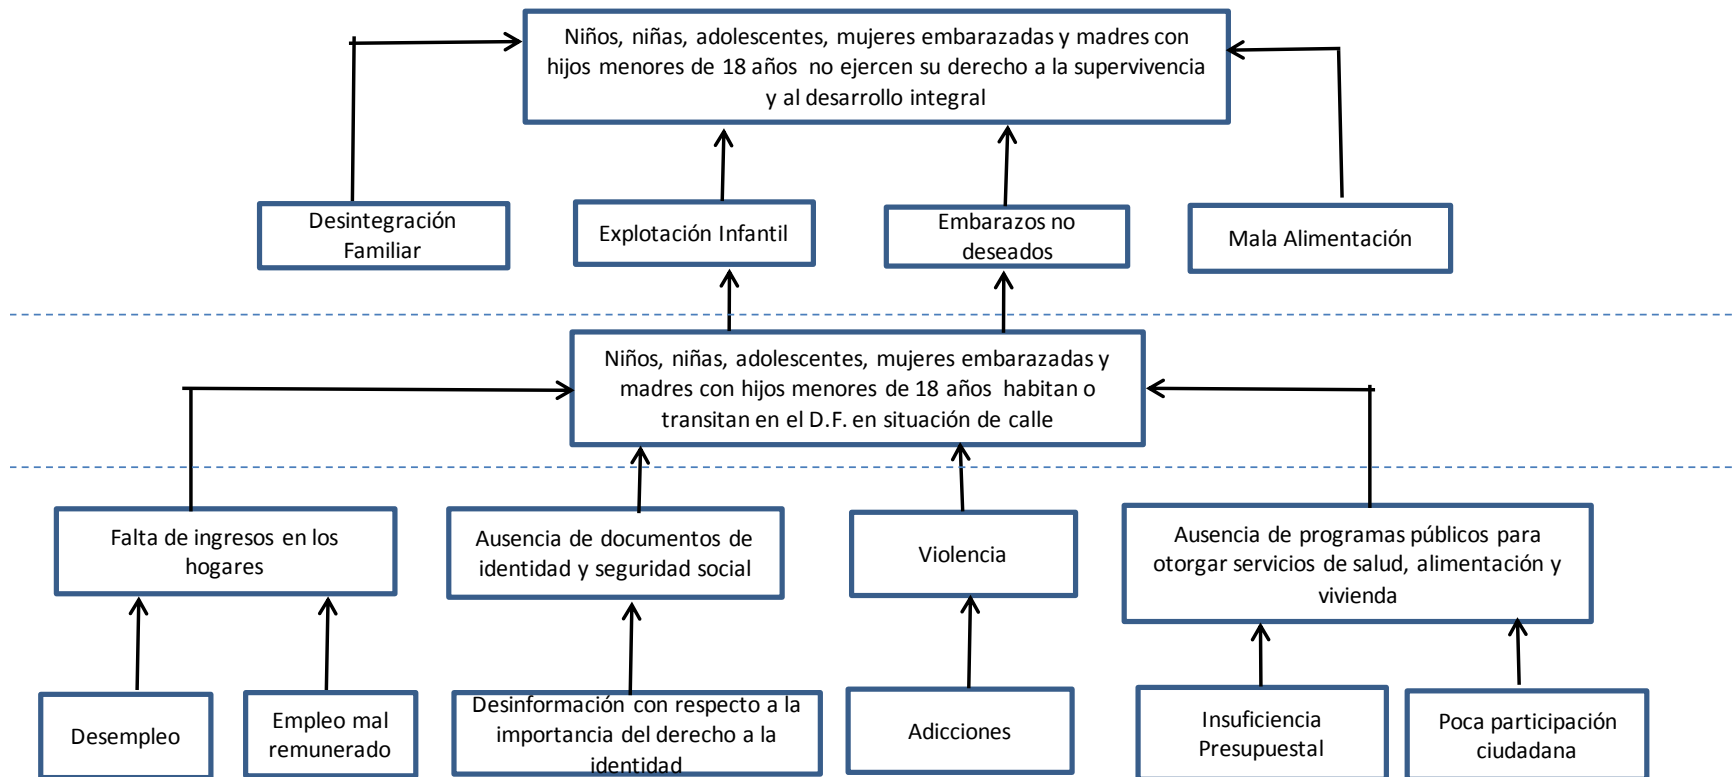 Niños, niñas, adolescentes, mujeres embarazadas y madres con
hijos menores de 18 años no ejercen su derecho a la supervivencia
y al desarrollo integral
Desintegración
Familiar
Explotación Infantil
Embarazos no
deseados
Mala Alimentación
Niños, niñas, adolescentes, mujeres embarazadas y
madres con hijos menores de 18 años habitan o
transitan en el D.F. en situación de calle
Falta de ingresos en los
hogares
Ausencia de documentos de
identidad y seguridad social
Violencia
Ausencia de programas públicos para
otorgar servicios de salud, alimentación y
vivienda
Desempleo
Empleo mal
remunerado
Desinformación con respecto a la
importancia del derecho a la
identidad
Adicciones
Insuficiencia
Presupuestal
Poca participación
ciudadana